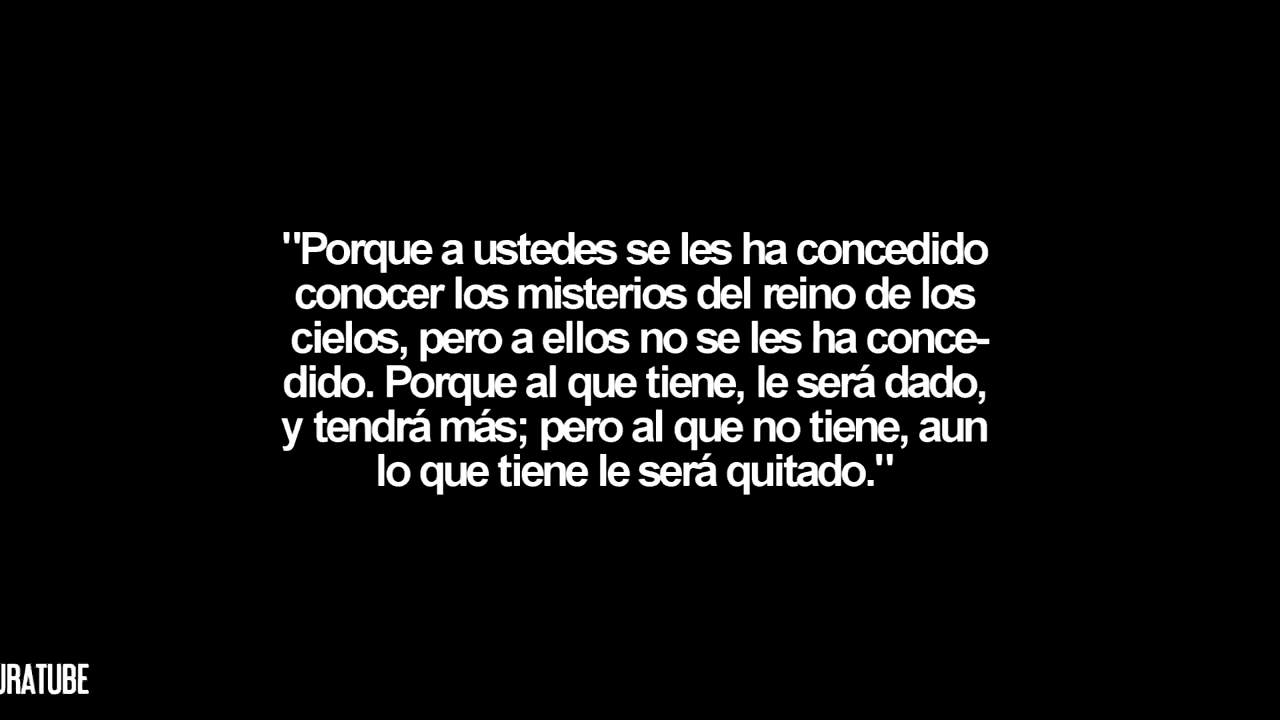 "Porque a ustedes se les ha concedido
conocer los misterios del reino de los
cielos, pero a ellos no se les ha conce-
dido. Porque al que tiene, le será dado,
y tendrá más; pero al que no tiene, aun
lo que tiene le será quitado."
URATUBE